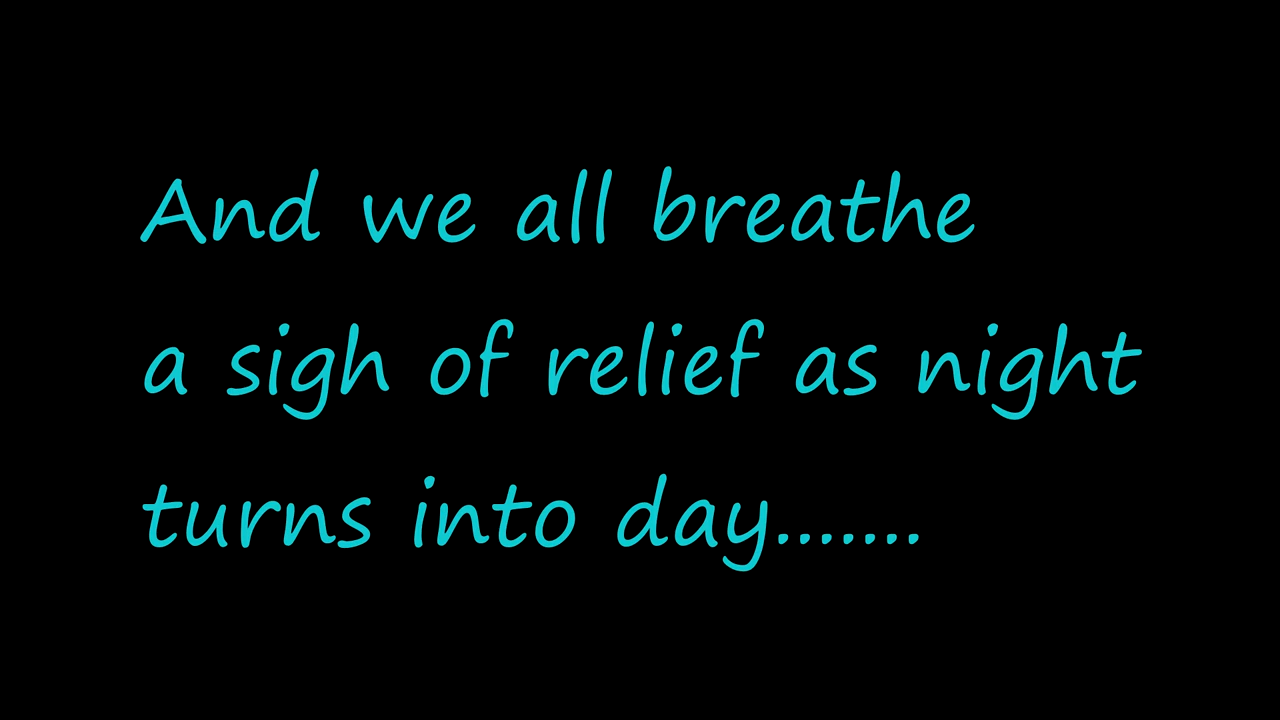 And we all breathe
a sigh of relief as night
turns into day.......